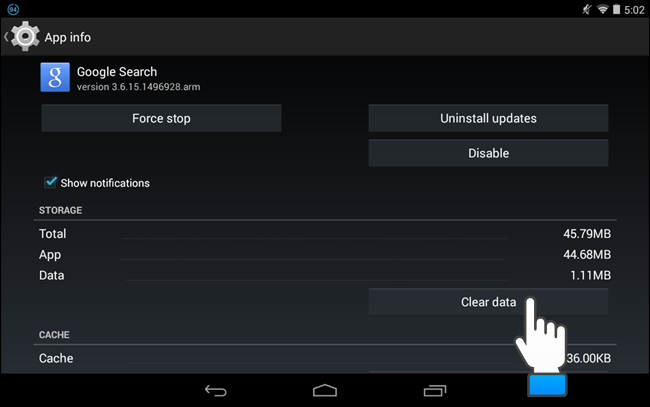 94
5:02
App info
g
Google Search
version 3.6.15.1496928.arm
Force stop
Uninstall updates
Disable
Show notifications
STORAGE
Total 45.79MB
App 44.68MB
Data 1.11MB
Clear data
CACHE
Cache 36.00KB